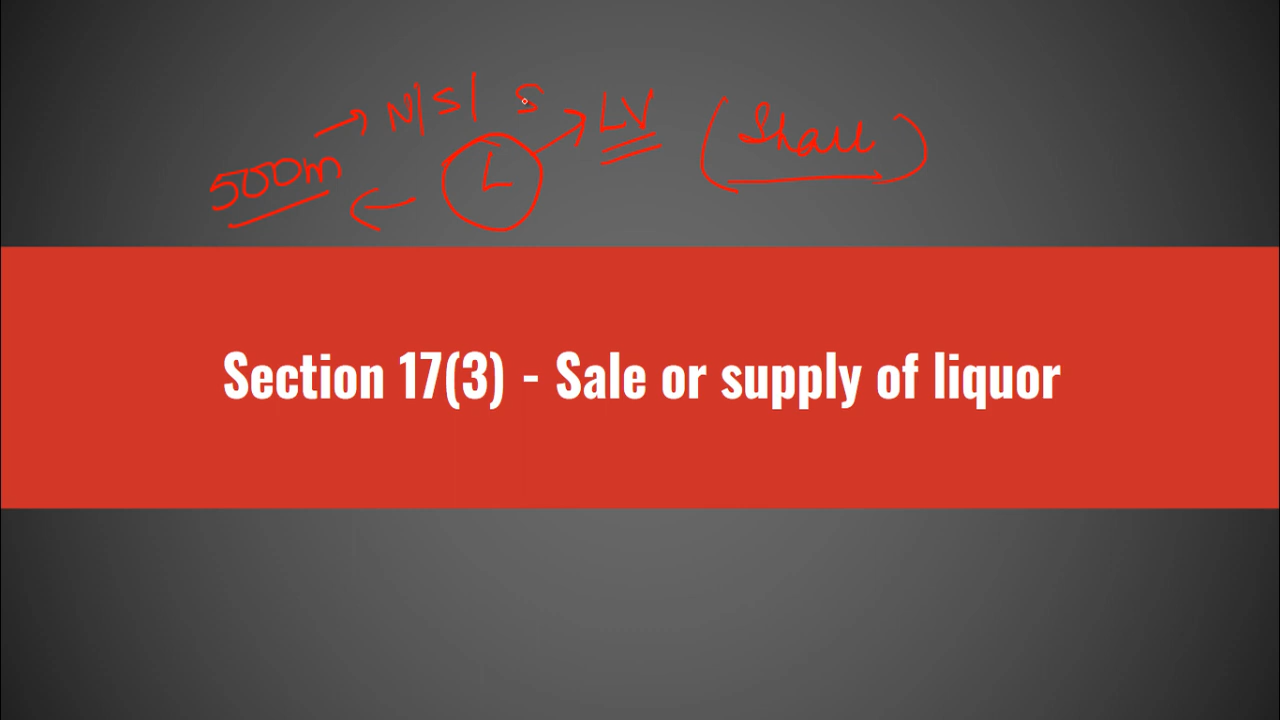 N/S/ S
LV (Shall)
L
500m
Section 17(3) - Sale or supply of liquor